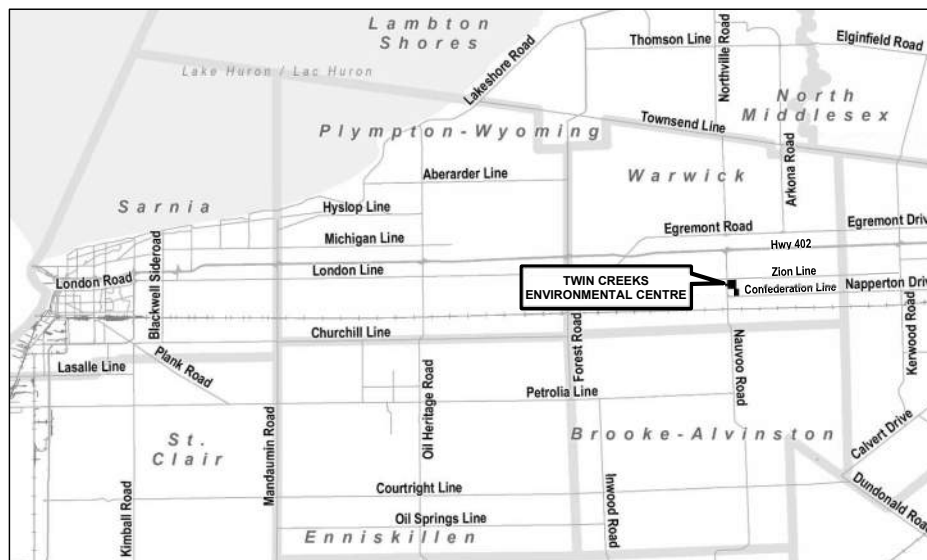 Lambton
Shores
Thomson Line
Northville Road
Elginfield Road
Lake Huron / Lac Huron
Lakeshore Road
North
Middlesex
Plympton-Wyoming
Townsend Line
Arkona Road
Aberarder Line
Warwick
Sarnia
Hyslop Line
Michigan Line
Egremont Road
Egremont Drive
Hwy 402
Blackwell Sideroad
London Road
London Line
TWIN CREEKS
ENVIRONMENTAL CENTRE
Zion Line
Confederation Line
Napperton Driv
Churchill Line
Forest Road
Nauvoo Road
Kerwood Road
Lasalle Line
Plank Road
Oil Heritage Road
Petrolia Line
Mandaumin Road
St.
Clair
Brooke-Alvinston
Calvert Drive
Kimball Road
Courtright Line
Inwood Road
Dundonald Road
Oil Springs Line
Enniskillen